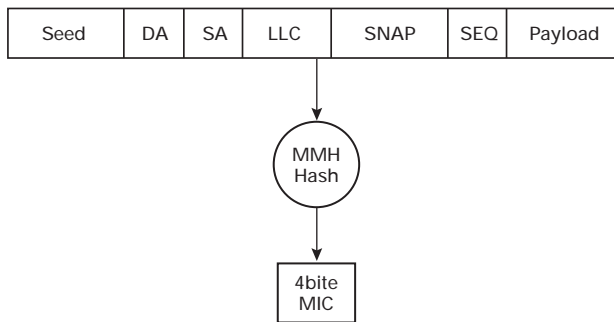 Seed DA SA LLC SNAP SEQ Payload
MMH
Hash
4bite
MIC